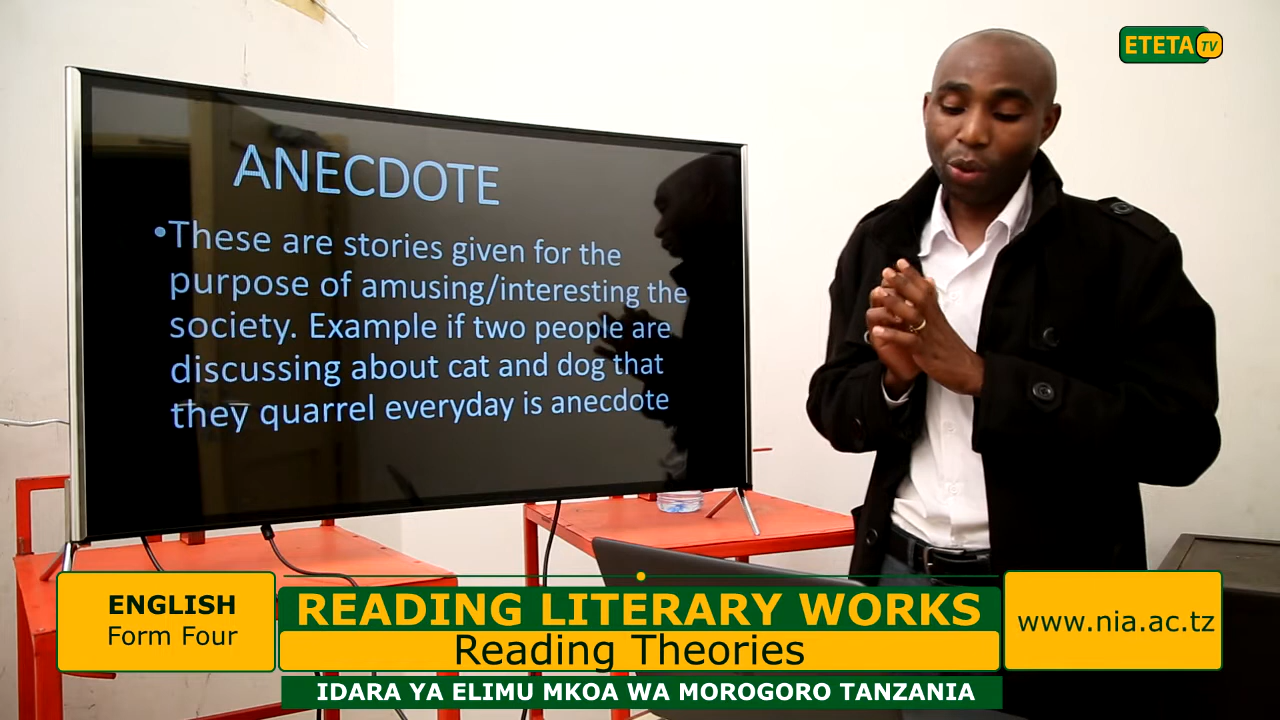 ETETA TV
ANECDOTE
•These are stories given for the
purpose of amusing/interesting the
society. Example if two people are
discussing about cat and dog that
they quarrel everyday is anecdote
ENGLISH
Form Four
READING LITERARY WORKS
Reading Theories
www.nia.ac.tz
IDARA YA ELIMU MKOA WA MOROGORO TANZANIA